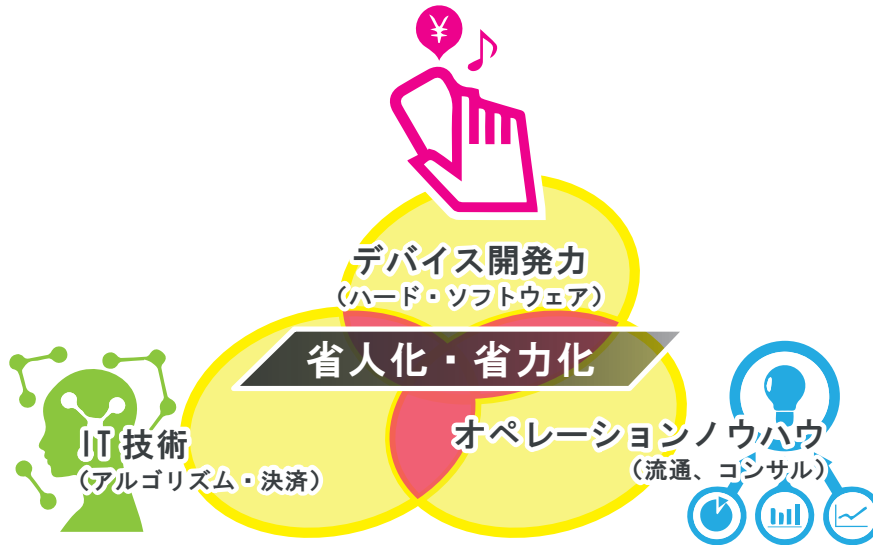 ¥
デバイス開発力
（ハード・ソフトウェア）
省人化・省力化
IT技術
（アルゴリズム・決済）
オペレーションノウハウ
（流通、コンサル）